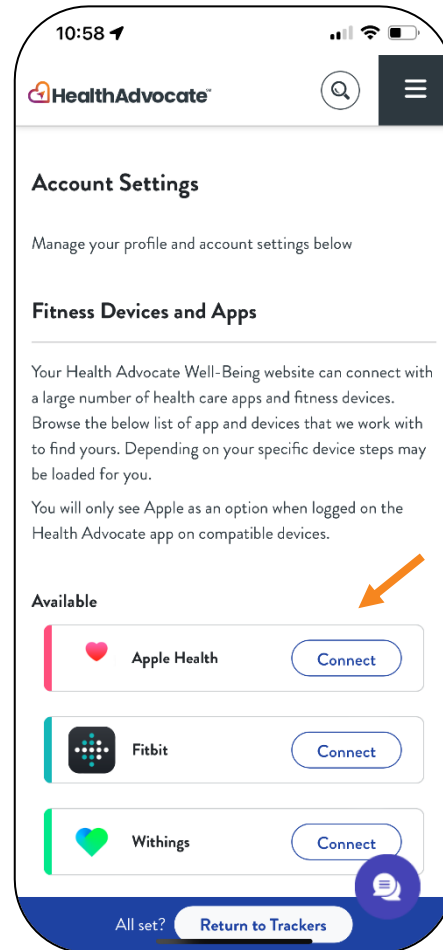 10:58
HealthAdvocate℠
Account Settings
Manage your profile and account settings below
Fitness Devices and Apps
Your Health Advocate Well-Being website can connect with
a large number of health care apps and fitness devices.
Browse the below list of app and devices that we work with
to find yours. Depending on your specific device steps may
be loaded for you.
You will only see Apple as an option when logged on the
Health Advocate app on compatible devices.
Available
Apple Health Connect
Fitbit Connect
Withings Connect
All set? Return to Trackers